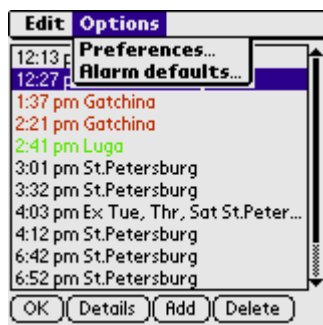 Edit Options
Preferences...
Alarm defaults...
12:13
12:27
1:37 pm Gatchina
2:21 pm Gatchina
2:41 pm Luga
3:01 pm St.Petersburg
3:32 pm St.Petersburg
4:03 pm Ex Tue, Thr, Sat St.Peter...
4:12 pm St.Petersburg
6:42 pm St.Petersburg
6:52 pm St.Petersburg
OK Details Add Delete